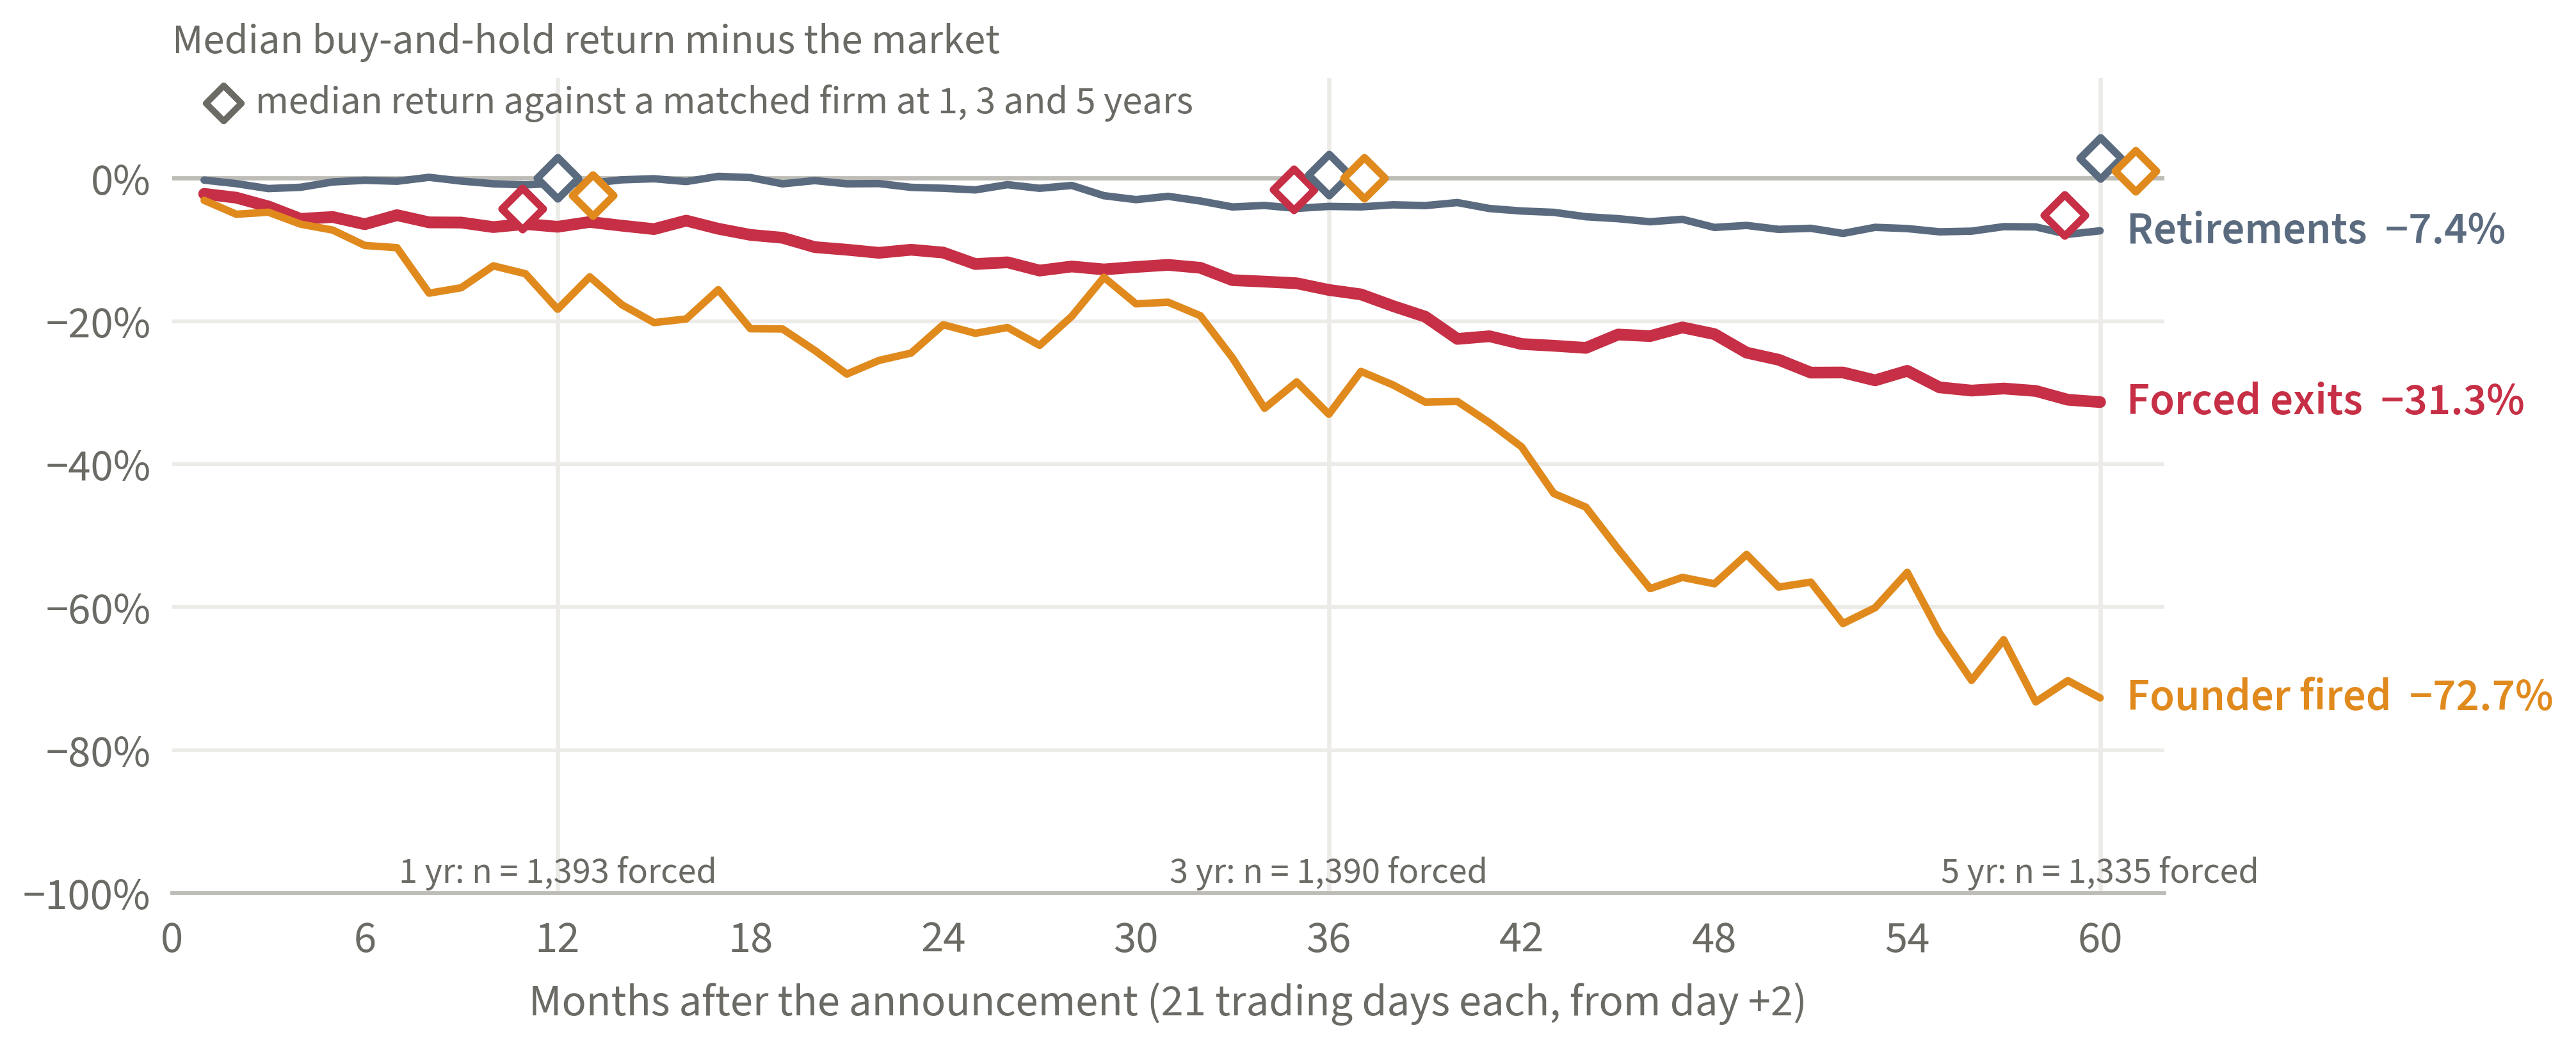 Median buy-and-hold return minus the market
median return against a matched firm at 1, 3 and 5 years
0%
−20%
−40%
−60%
−80%
−100%
Retirements −7.4%
Forced exits −31.3%
Founder fired −72.7%
1 yr: n = 1,393 forced
3 yr: n = 1,390 forced
5 yr: n = 1,335 forced
0 6 12 18 24 30 36 42 48 54 60
Months after the announcement (21 trading days each, from day +2)